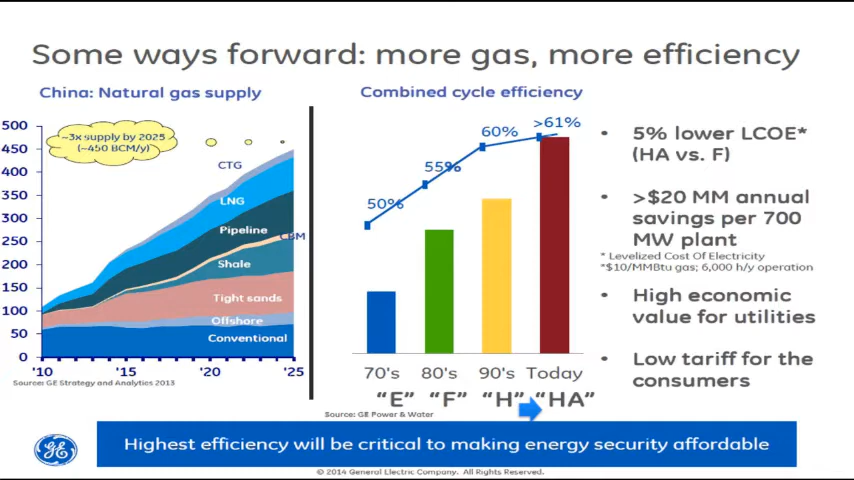 Some ways forward: more gas, more efficiency
China: Natural gas supply
500
450
400
350
300
250
200
150
100
50
0
~3x supply by 2025
(~450 BCM/y)
CTG
LNG
Pipeline
CBM
Shale
Tight sands
Offshore
Conventional
'10
'15
'20
'25
Source: GE Strategy and Analytics 2013
Combined cycle efficiency
50%
55%
60%
>61%
70's 80's 90's Today
"E" "F" "H" "HA"
Source: GE Power & Water
• 5% lower LCOE*
(HA vs. F)
• >$20 MM annual
savings per 700
MW plant
* Levelized Cost Of Electricity
*$10/MMBtu gas; 6,000 h/y operation
• High economic
value for utilities
• Low tariff for the
consumers
GE
Highest efficiency will be critical to making energy security affordable
© 2014 General Electric Company. All Rights Reserved.